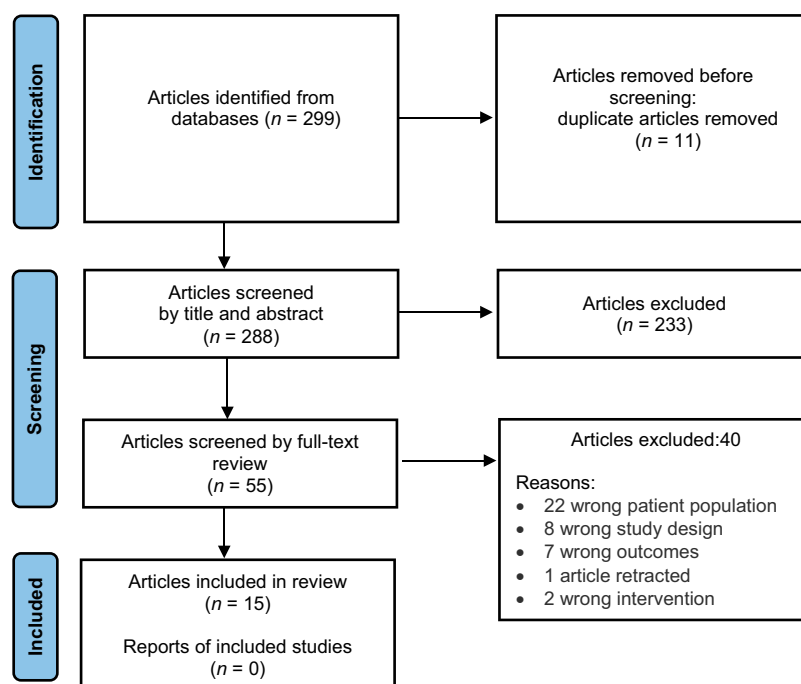 Identification
Articles identified from
databases (n = 299)
Articles removed before
screening:
duplicate articles removed
(n = 11)
Screening
Articles screened
by title and abstract
(n = 288)
Articles excluded
(n = 233)
Articles screened by full-text
review
(n = 55)
Articles excluded:40
Reasons:
• 22 wrong patient population
• 8 wrong study design
• 7 wrong outcomes
• 1 article retracted
• 2 wrong intervention
Included
Articles included in review
(n = 15)
Reports of included studies
(n = 0)